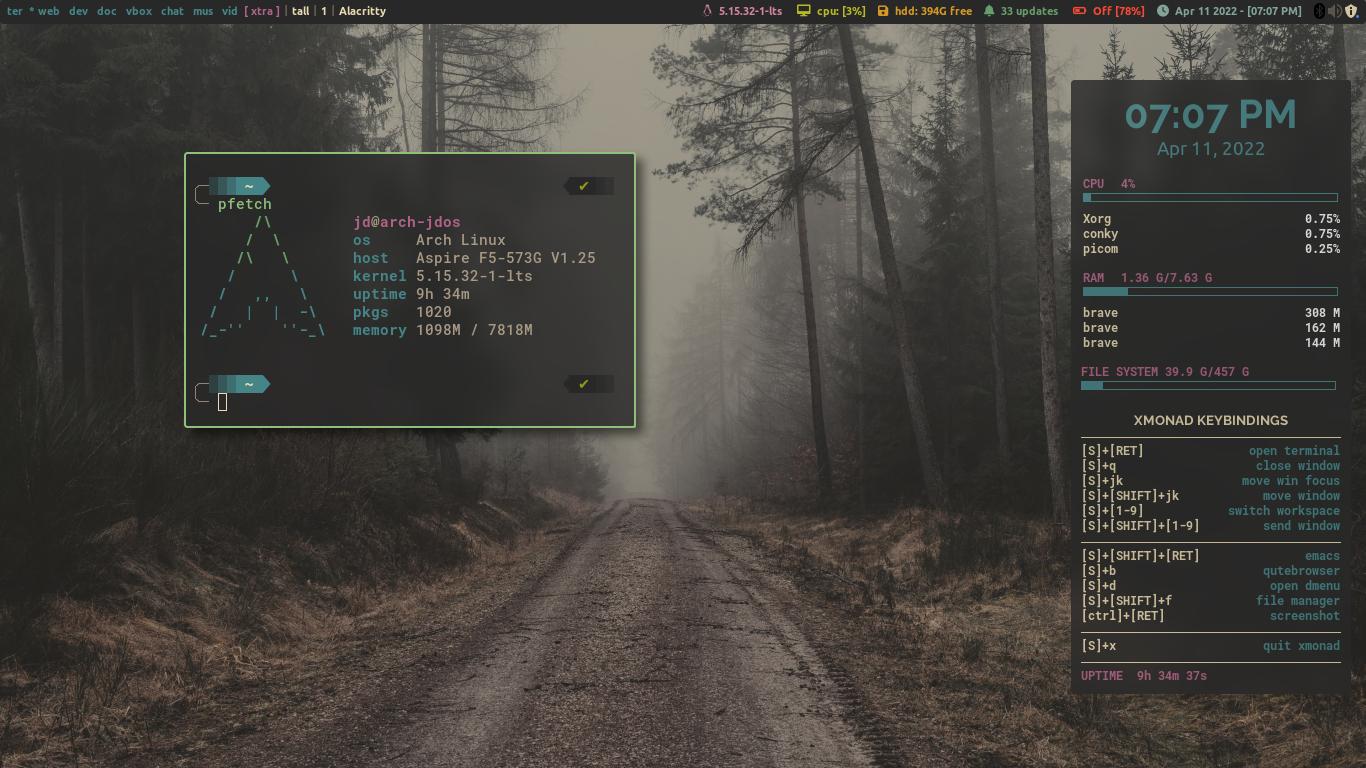 ter * web dev doc vbox chat mus vid [ xtra ] | tall | 1 | Alacritty
5.15.32-1-lts cpu: [3%] hdd: 394G free 33 updates Off [78%] Apr 11 2022 - [07:07 PM]
~ ✔
pfetch
/\
/  \
/\   \
/      \
/   ,,   \
/   |  |  -\
/_-''    ''-_\
jd@arch-jdos
os Arch Linux
host Aspire F5-573G V1.25
kernel 5.15.32-1-lts
uptime 9h 34m
pkgs 1020
memory 1098M / 7818M
~ ✔
07:07 PM
Apr 11, 2022
CPU 4%
Xorg 0.75%
conky 0.75%
picom 0.25%
RAM 1.36 G/7.63 G
brave 308 M
brave 162 M
brave 144 M
FILE SYSTEM 39.9 G/457 G
XMONAD KEYBINDINGS
[S]+[RET] open terminal
[S]+q close window
[S]+jk move win focus
[S]+[SHIFT]+jk move window
[S]+[1-9] switch workspace
[S]+[SHIFT]+[1-9] send window
[S]+[SHIFT]+[RET] emacs
[S]+b qutebrowser
[S]+d open dmenu
[S]+[SHIFT]+f file manager
[ctrl]+[RET] screenshot
[S]+x quit xmonad
UPTIME 9h 34m 37s